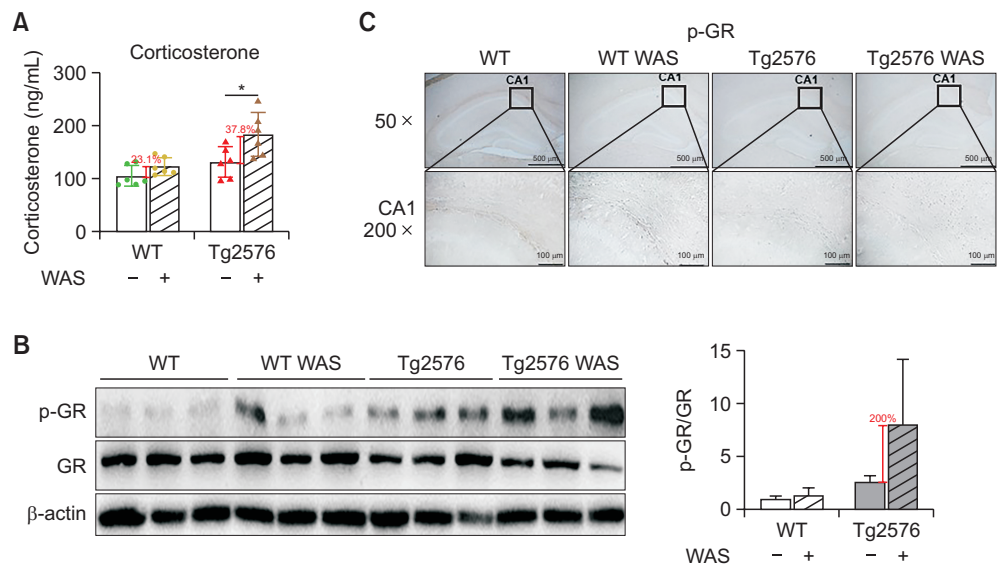 A
Corticosterone
Corticosterone (ng/mL)
300
200
100
0
23.1%
37.8%
*
WT
Tg2576
WAS
− + − +
C
p-GR
WT
WT WAS
Tg2576
Tg2576 WAS
50 ×
CA1
CA1
CA1
CA1
500 μm
500 μm
500 μm
500 μm
CA1
200 ×
100 μm
100 μm
100 μm
100 μm
B
WT
WT WAS
Tg2576
Tg2576 WAS
p-GR
GR
β-actin
p-GR/GR
15
10
5
0
200%
WT
Tg2576
WAS
− + − +